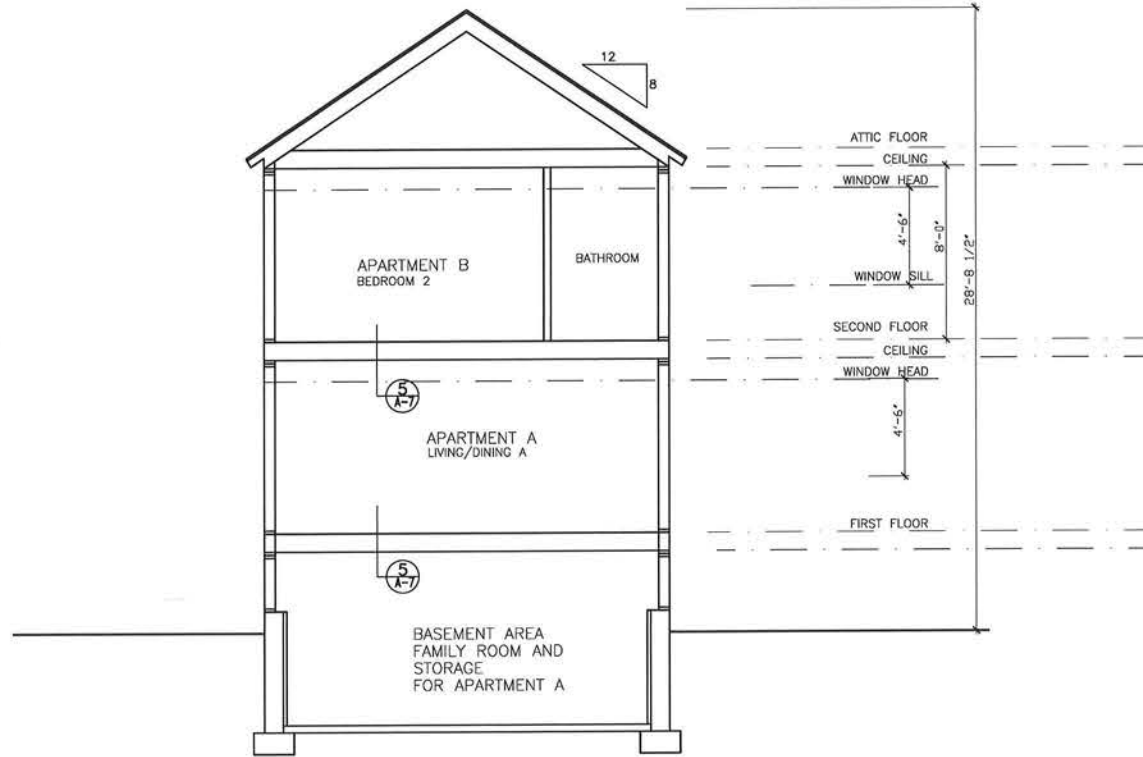 12
8
ATTIC FLOOR
CEILING
WINDOW HEAD
4'-6"
8'-0"
28'-8 1/2"
APARTMENT B
BEDROOM 2
BATHROOM
WINDOW SILL
SECOND FLOOR
CEILING
WINDOW HEAD
5
A-7
4'-6"
APARTMENT A
LIVING/DINING A
FIRST FLOOR
5
A-7
BASEMENT AREA
FAMILY ROOM AND
STORAGE
FOR APARTMENT A